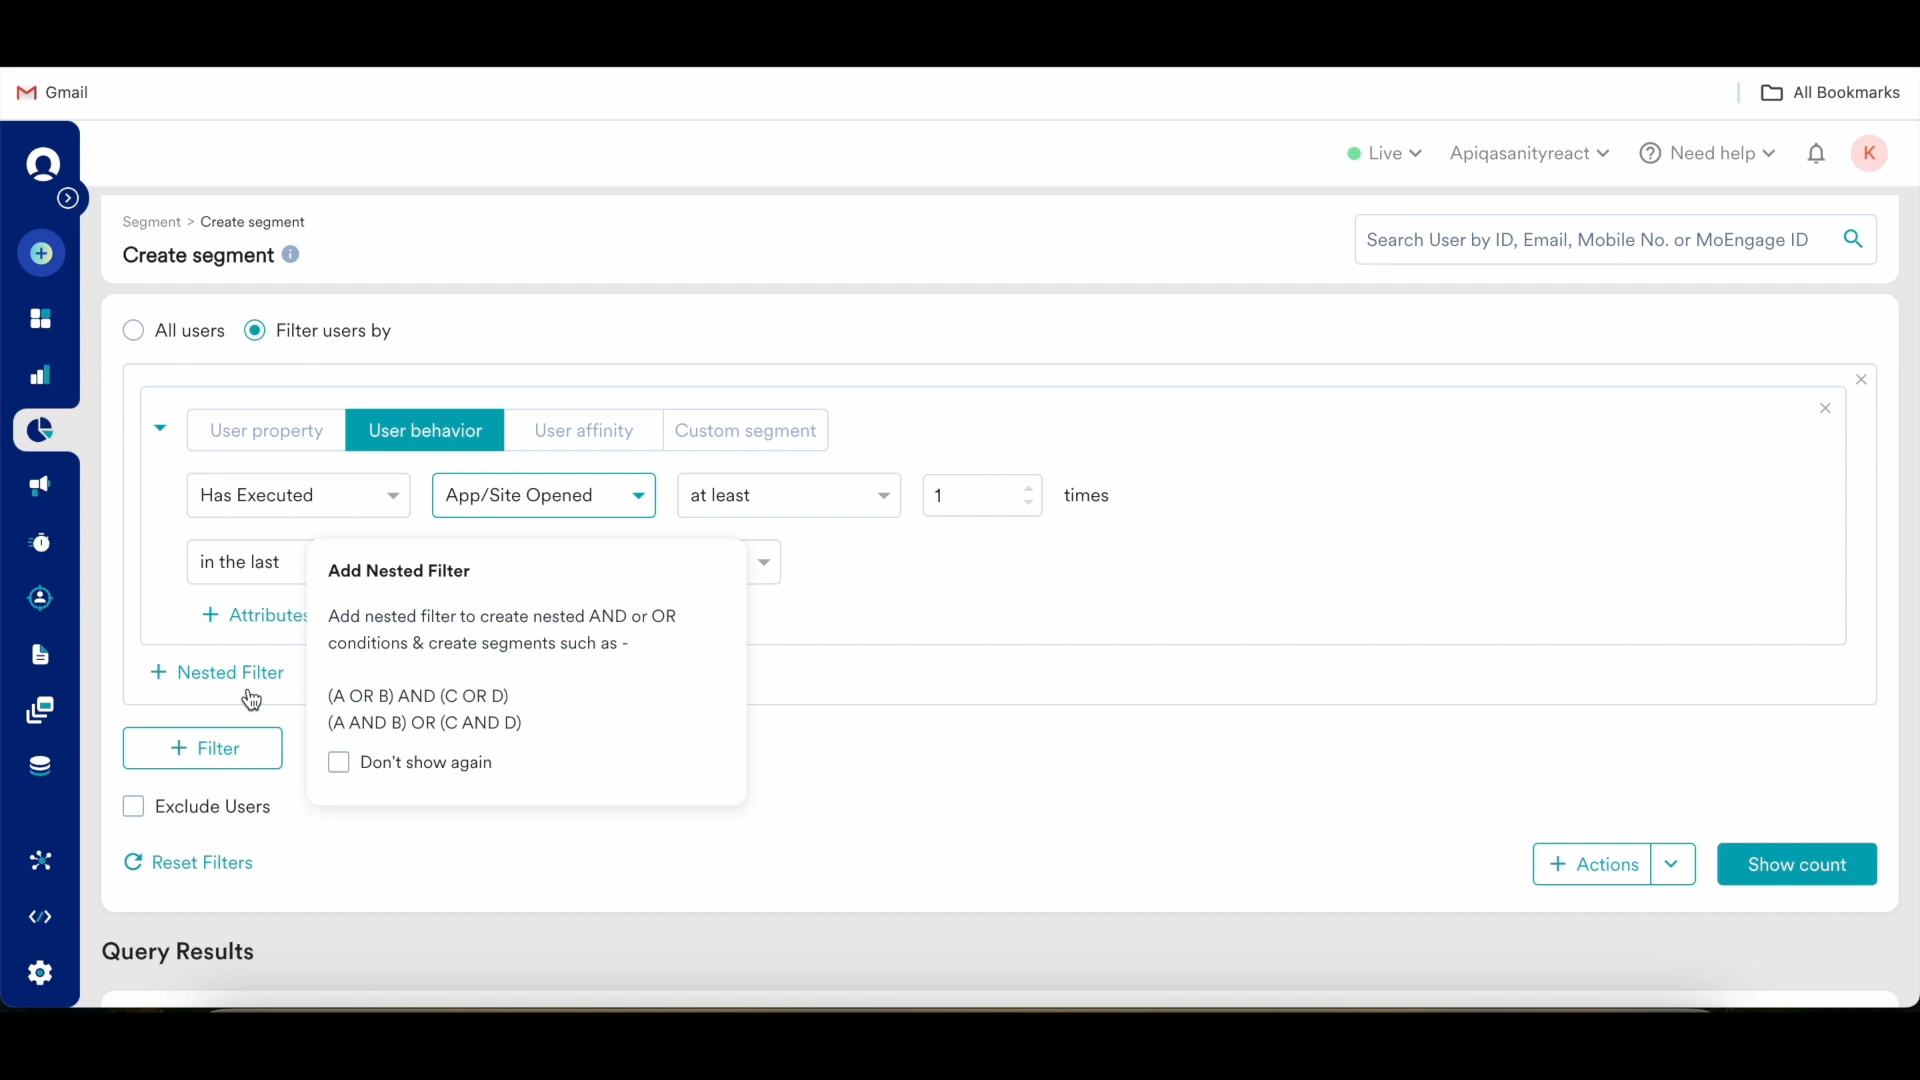 Gmail
All Bookmarks
Live
Apiqasanityreact
Need help
K
Segment > Create segment
Create segment
Search User by ID, Email, Mobile No. or MoEngage ID
All users
Filter users by
User property
User behavior
User affinity
Custom segment
Has Executed
App/Site Opened
at least
1
times
in the last
+ Attributes
Add Nested Filter
Add nested filter to create nested AND or OR
conditions & create segments such as -
(A OR B) AND (C OR D)
(A AND B) OR (C AND D)
Don't show again
+ Nested Filter
+ Filter
Exclude Users
Reset Filters
+ Actions
Show count
Query Results